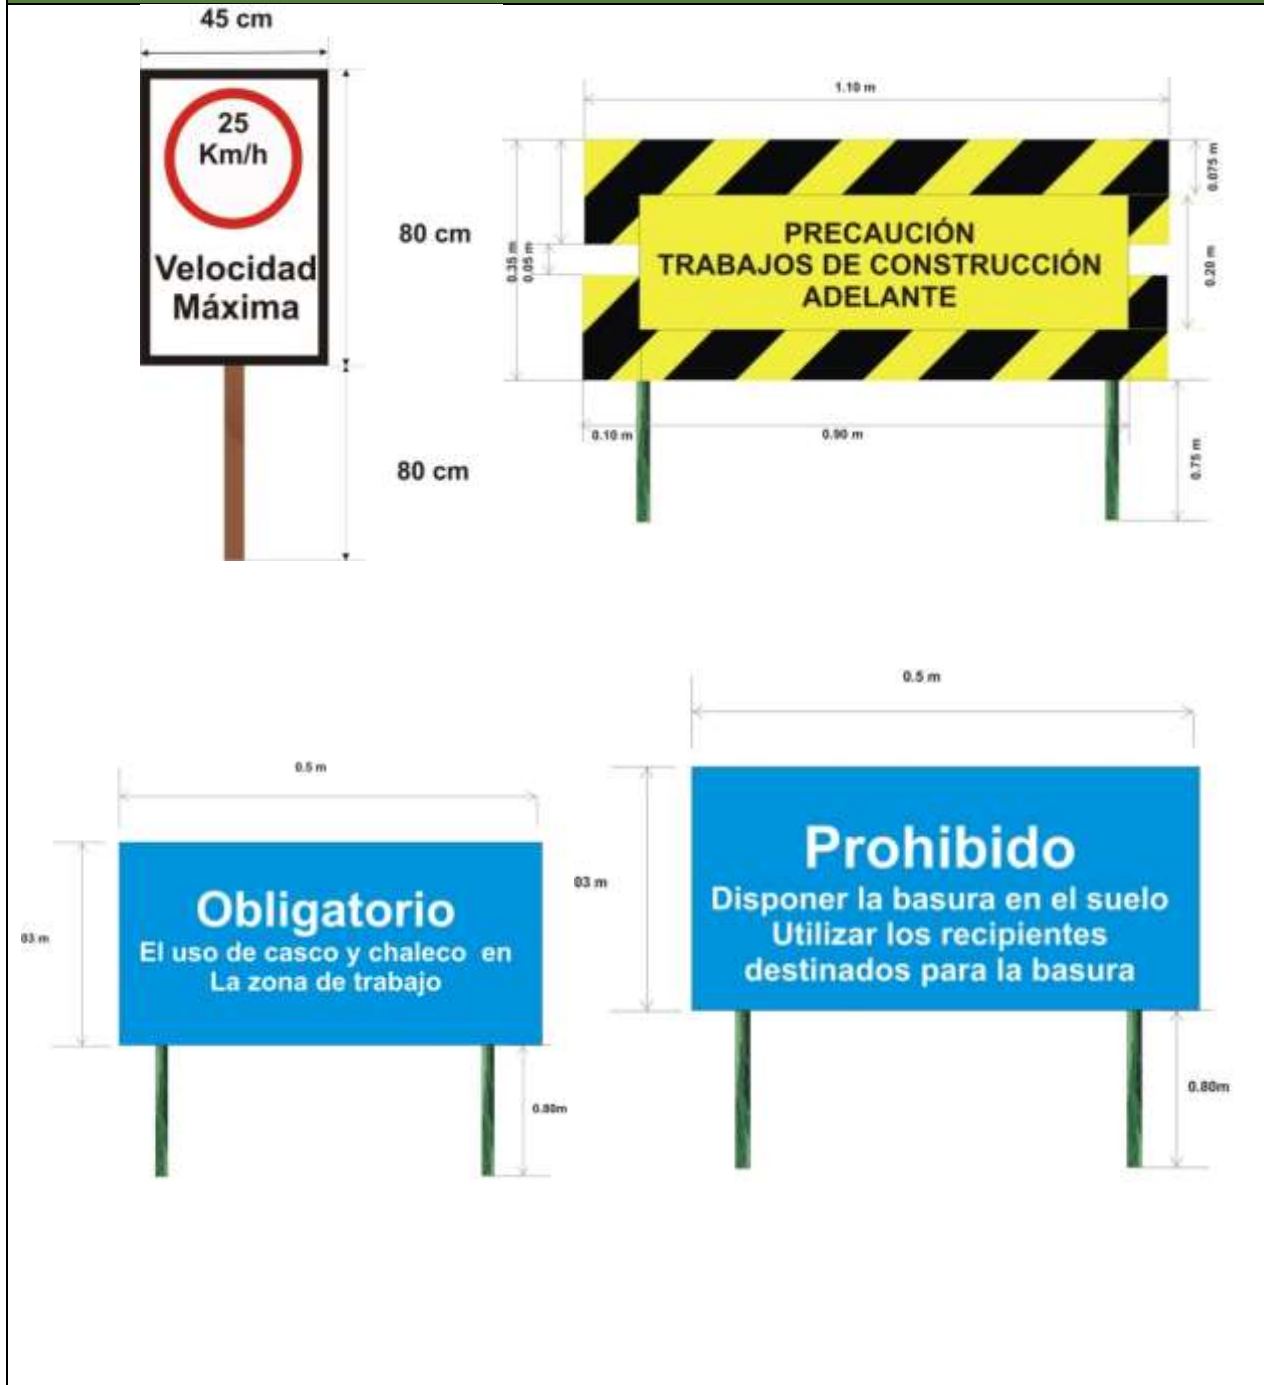 45 cm
25
Km/h
Velocidad
Máxima
80 cm
80 cm
1.10 m
0.075 m
0.35 m
0.05 m
PRECAUCIÓN
TRABAJOS DE CONSTRUCCIÓN
ADELANTE
0.20 m
0.10 m
0.90 m
0.75 m
0.5 m
03 m
Obligatorio
El uso de casco y chaleco en
La zona de trabajo
0.80m
0.5 m
03 m
Prohibido
Disponer la basura en el suelo
Utilizar los recipientes
destinados para la basura
0.80m